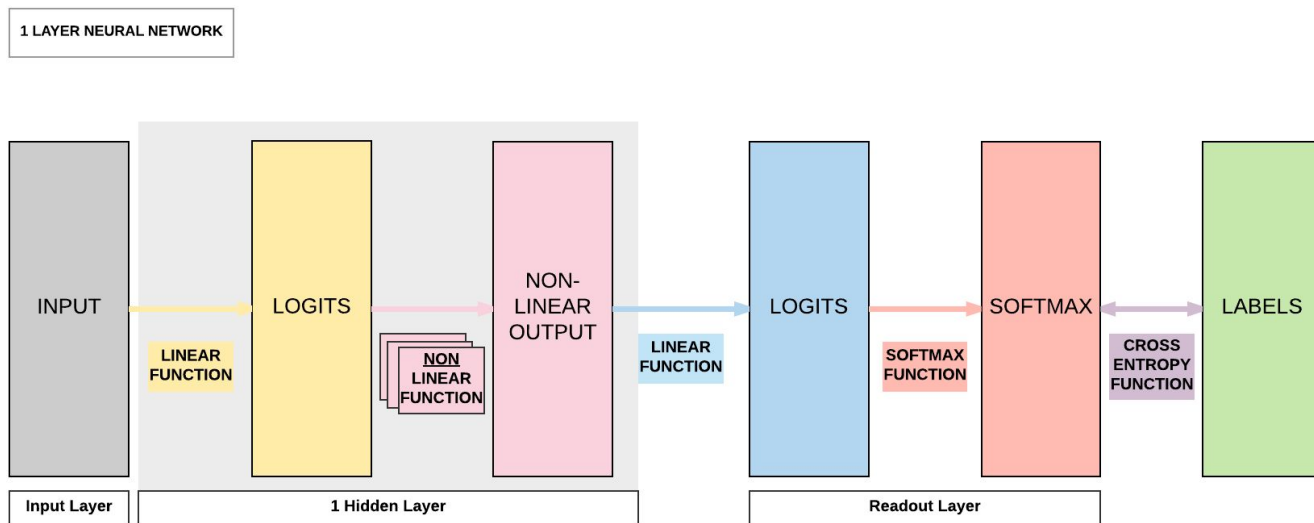 1 LAYER NEURAL NETWORK
INPUT
LINEAR
FUNCTION
LOGITS
NON
LINEAR
FUNCTION
NON-
LINEAR
OUTPUT
LINEAR
FUNCTION
LOGITS
SOFTMAX
FUNCTION
SOFTMAX
CROSS
ENTROPY
FUNCTION
LABELS
Input Layer
1 Hidden Layer
Readout Layer